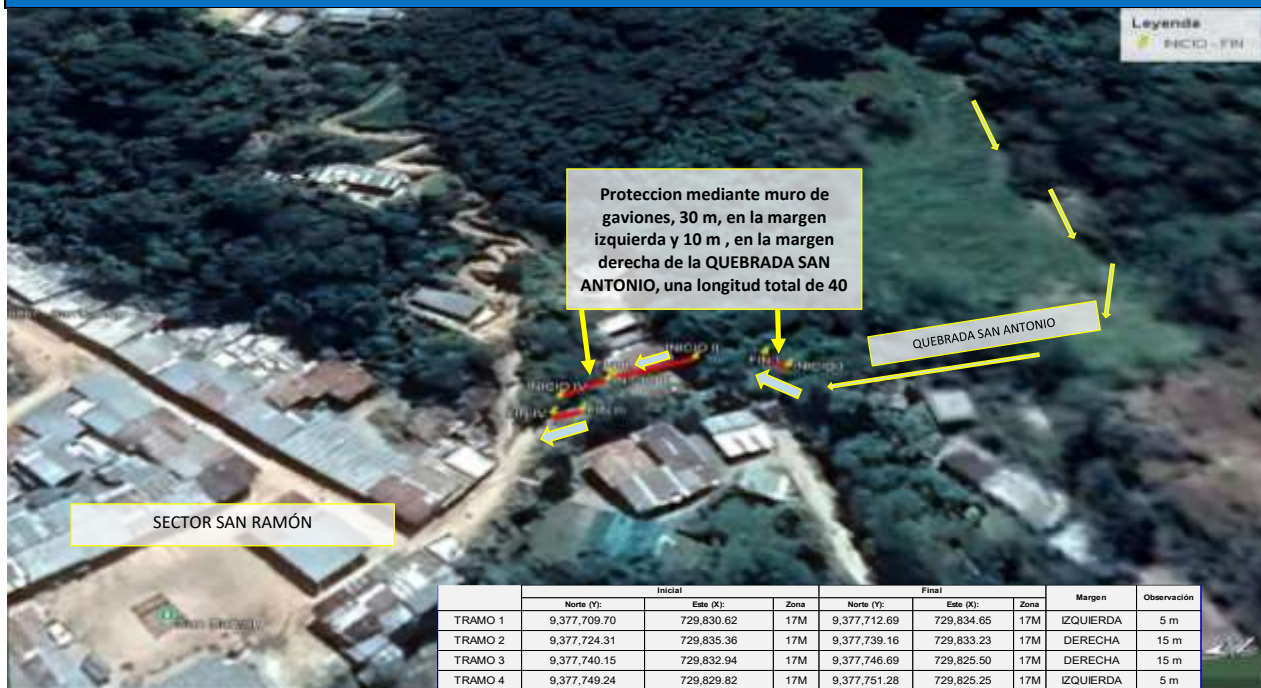 Leyenda
INICIO - FIN
Proteccion mediante muro de
gaviones, 30 m, en la margen
izquierda y 10 m , en la margen
derecha de la QUEBRADA SAN
ANTONIO, una longitud total de 40
QUEBRADA SAN ANTONIO
INICIO II
INICIO I
INICIO IV
FIN IV
FIN III
SECTOR SAN RAMÓN
Inicial Final Margen Observación
Norte (Y): Este (X): Zona Norte (Y): Este (X): Zona
TRAMO 1 9,377,709.70 729,830.62 17M 9,377,712.69 729,834.65 17M IZQUIERDA 5 m
TRAMO 2 9,377,724.31 729,835.36 17M 9,377,739.16 729,833.23 17M DERECHA 15 m
TRAMO 3 9,377,740.15 729,832.94 17M 9,377,746.69 729,825.50 17M DERECHA 15 m
TRAMO 4 9,377,749.24 729,829.82 17M 9,377,751.28 729,825.25 17M IZQUIERDA 5 m